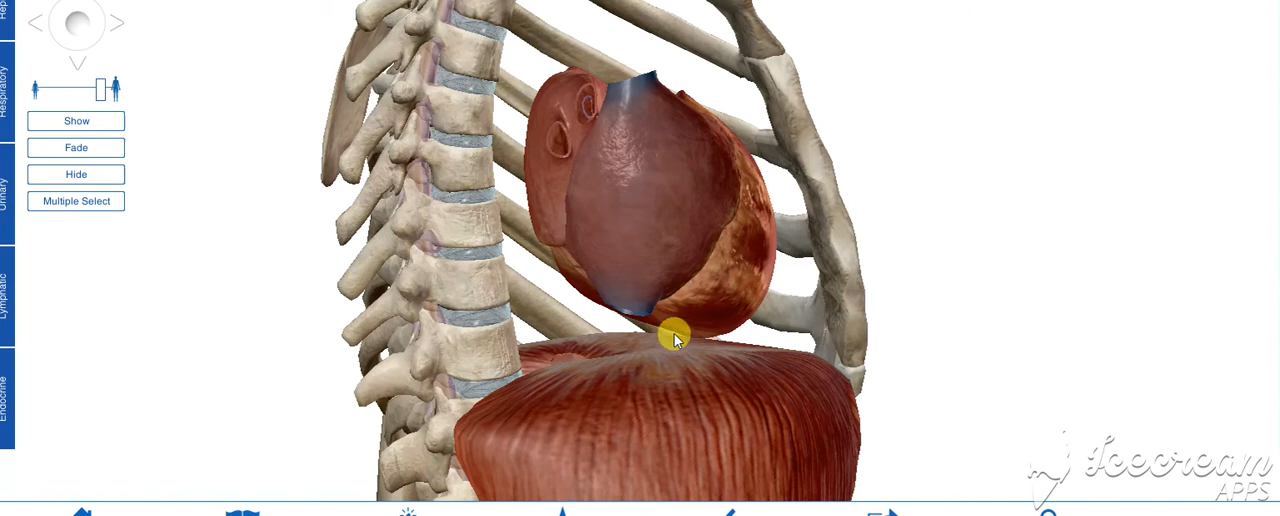 Respiratory
Urinary
Lymphatic
Endocrine
Show
Fade
Hide
Multiple Select
Icecream
APPS